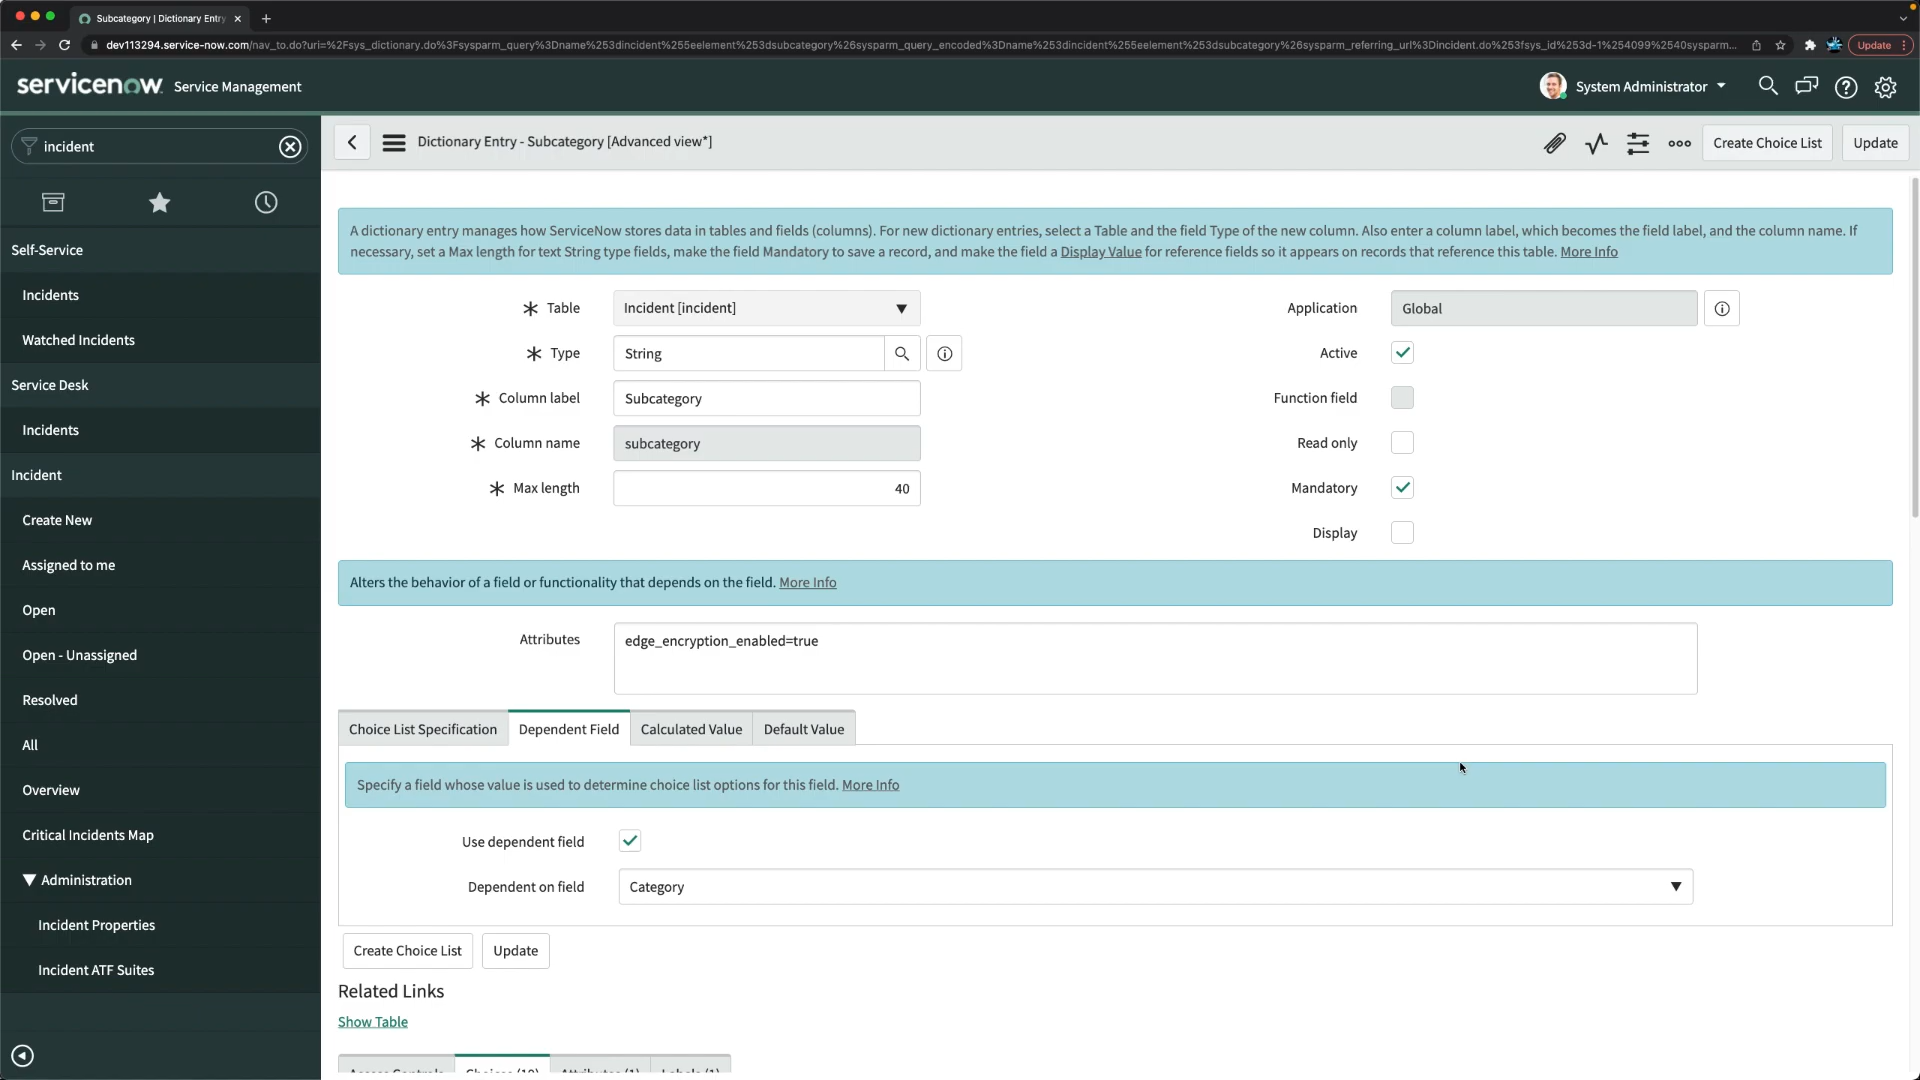 Subcategory | Dictionary Entry
dev113294.service-now.com/nav_to.do?uri=%2Fsys_dictionary.do%3Fsysparm_query%3Dname%253dincident%255eelement%253dsubcategory%26sysparm_query_encoded%3Dname%253dincident%255eelement%253dsubcategory%26sysparm_referring_url%3Dincident.do%253fsys_id%253d-1%254099%2540sysparm...
Update
servicenow Service Management
System Administrator
incident
Dictionary Entry - Subcategory [Advanced view*]
Create Choice List
Update
Self-Service
Incidents
Watched Incidents
Service Desk
Incidents
Incident
Create New
Assigned to me
Open
Open - Unassigned
Resolved
All
Overview
Critical Incidents Map
Administration
Incident Properties
Incident ATF Suites
A dictionary entry manages how ServiceNow stores data in tables and fields (columns). For new dictionary entries, select a Table and the field Type of the new column. Also enter a column label, which becomes the field label, and the column name. If
necessary, set a Max length for text String type fields, make the field Mandatory to save a record, and make the field a Display Value for reference fields so it appears on records that reference this table. More Info
Table Incident [incident]
Application Global
Type String
Active
Column label Subcategory
Function field
Column name subcategory
Read only
Max length 40
Mandatory
Display
Alters the behavior of a field or functionality that depends on the field. More Info
Attributes edge_encryption_enabled=true
Choice List Specification Dependent Field Calculated Value Default Value
Specify a field whose value is used to determine choice list options for this field. More Info
Use dependent field
Dependent on field Category
Create Choice List Update
Related Links
Show Table
Access Controls Choices (19) Attributes (1) Labels (1)